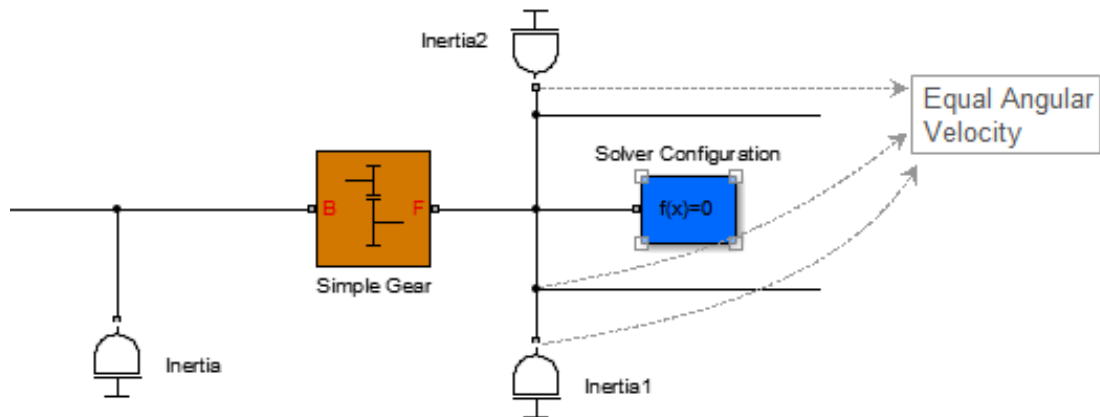 Inertia2
Equal Angular
Velocity
Solver Configuration
B
F
f(x)=0
Simple Gear
Inertia
Inertia1